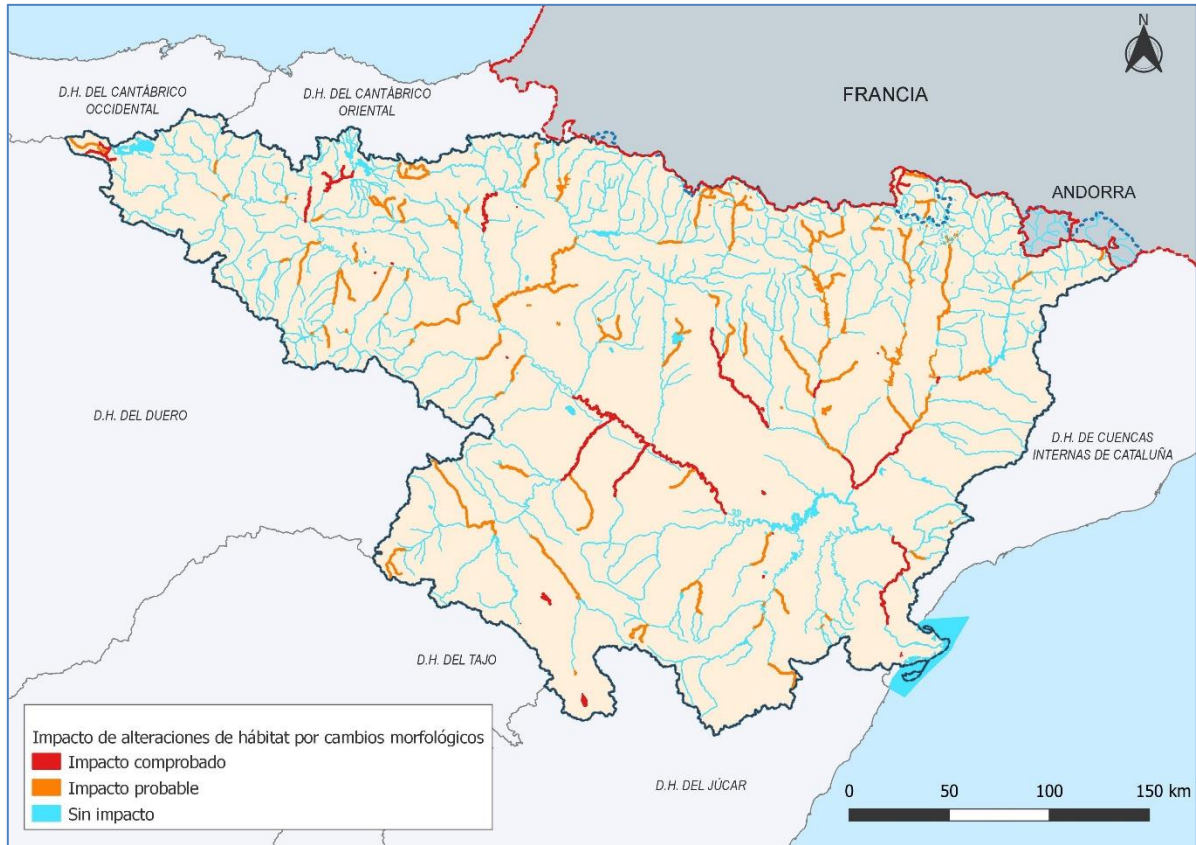 N
D.H. DEL CANTÁBRICO
OCCIDENTAL
D.H. DEL CANTÁBRICO
ORIENTAL
FRANCIA
ANDORRA
D.H. DEL DUERO
D.H. DE CUENCAS
INTERNAS DE CATALUÑA
D.H. DEL TAJO
D.H. DEL JÚCAR
Impacto de alteraciones de hábitat por cambios morfológicos
Impacto comprobado
Impacto probable
Sin impacto
0 50 100 150 km